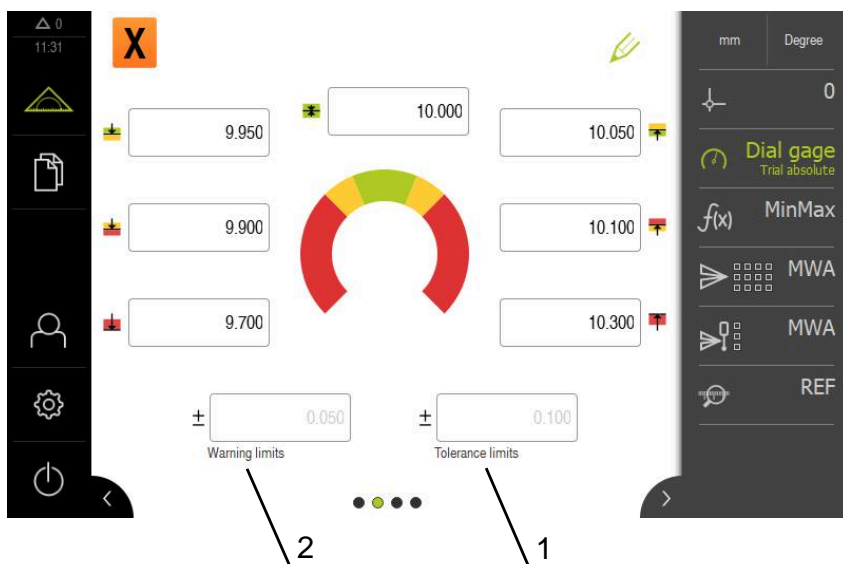 0
11:31
X
10.000
9.950
10.050
9.900
10.100
9.700
10.300
± 0.050
± 0.100
Warning limits
Tolerance limits
mm
Degree
0
Dial gage
Trial absolute
f(x) MinMax
MWA
MWA
REF
2
1